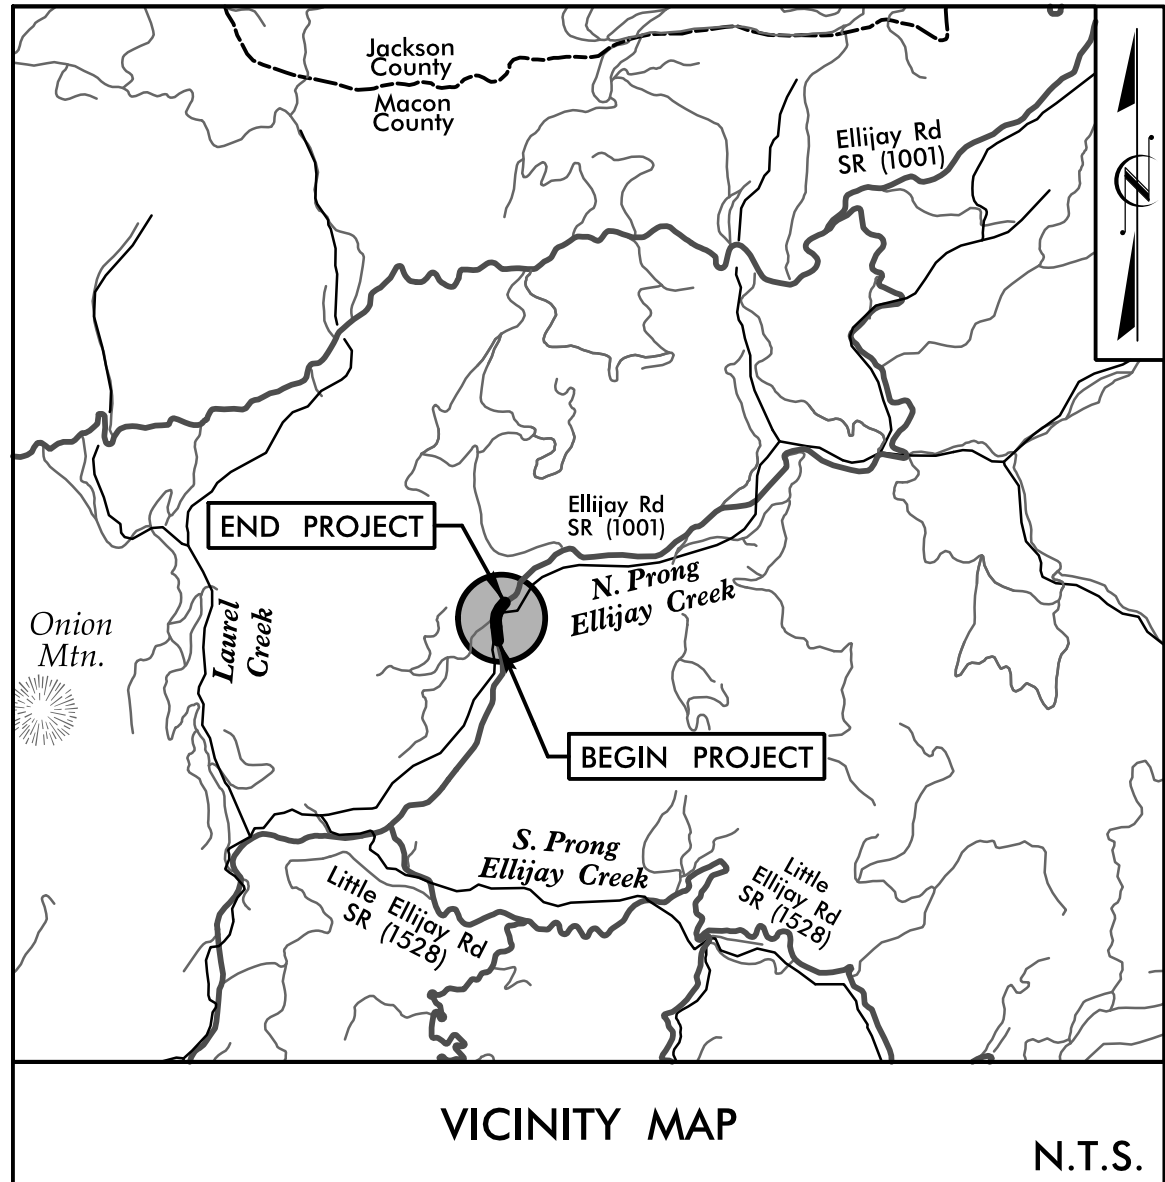 Jackson
County
Macon
County
Ellijay Rd
SR (1001)
N
Ellijay Rd
SR (1001)
END PROJECT
N. Prong
Ellijay Creek
Onion
Mtn.
Laurel
Creek
BEGIN PROJECT
S. Prong
Ellijay Creek
Little Ellijay Rd
SR (1528)
Little
Ellijay Rd
SR (1528)
VICINITY MAP
N.T.S.